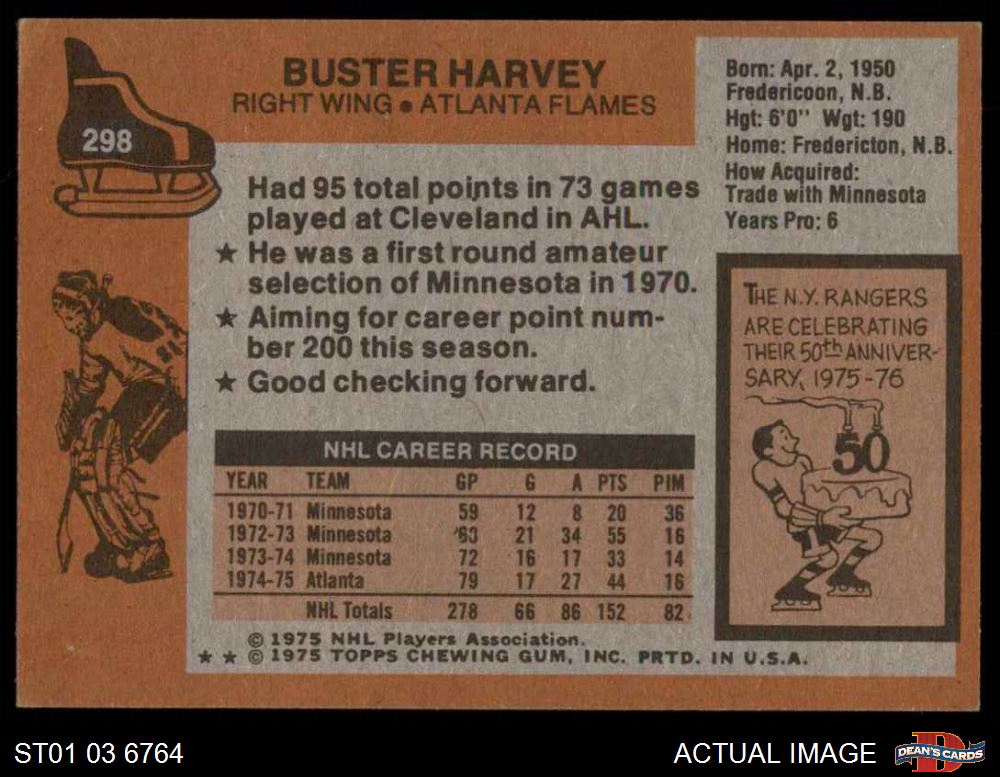 298
BUSTER HARVEY
RIGHT WING ● ATLANTA FLAMES
Born: Apr. 2, 1950
Fredericoon, N.B.
Hgt: 6'0" Wgt: 190
Home: Fredericton, N.B.
How Acquired:
Trade with Minnesota
Years Pro: 6
Had 95 total points in 73 games
played at Cleveland in AHL.
★ He was a first round amateur
selection of Minnesota in 1970.
★ Aiming for career point num-
ber 200 this season.
★ Good checking forward.
THE N.Y. RANGERS
ARE CELEBRATING
THEIR 50th ANNIVER-
SARY, 1975-76
50
NHL CAREER RECORD
YEAR TEAM GP G A PTS PIM
1970-71 Minnesota 59 12 8 20 36
1972-73 Minnesota 68 21 34 55 16
1973-74 Minnesota 72 16 17 33 14
1974-75 Atlanta 79 17 27 44 16
NHL Totals 278 66 86 152 82
© 1975 NHL Players Association.
★ ★ © 1975 TOPPS CHEWING GUM, INC. PRTD. IN U.S.A.
ST01 03 6764
ACTUAL IMAGE
DEAN'S CARDS